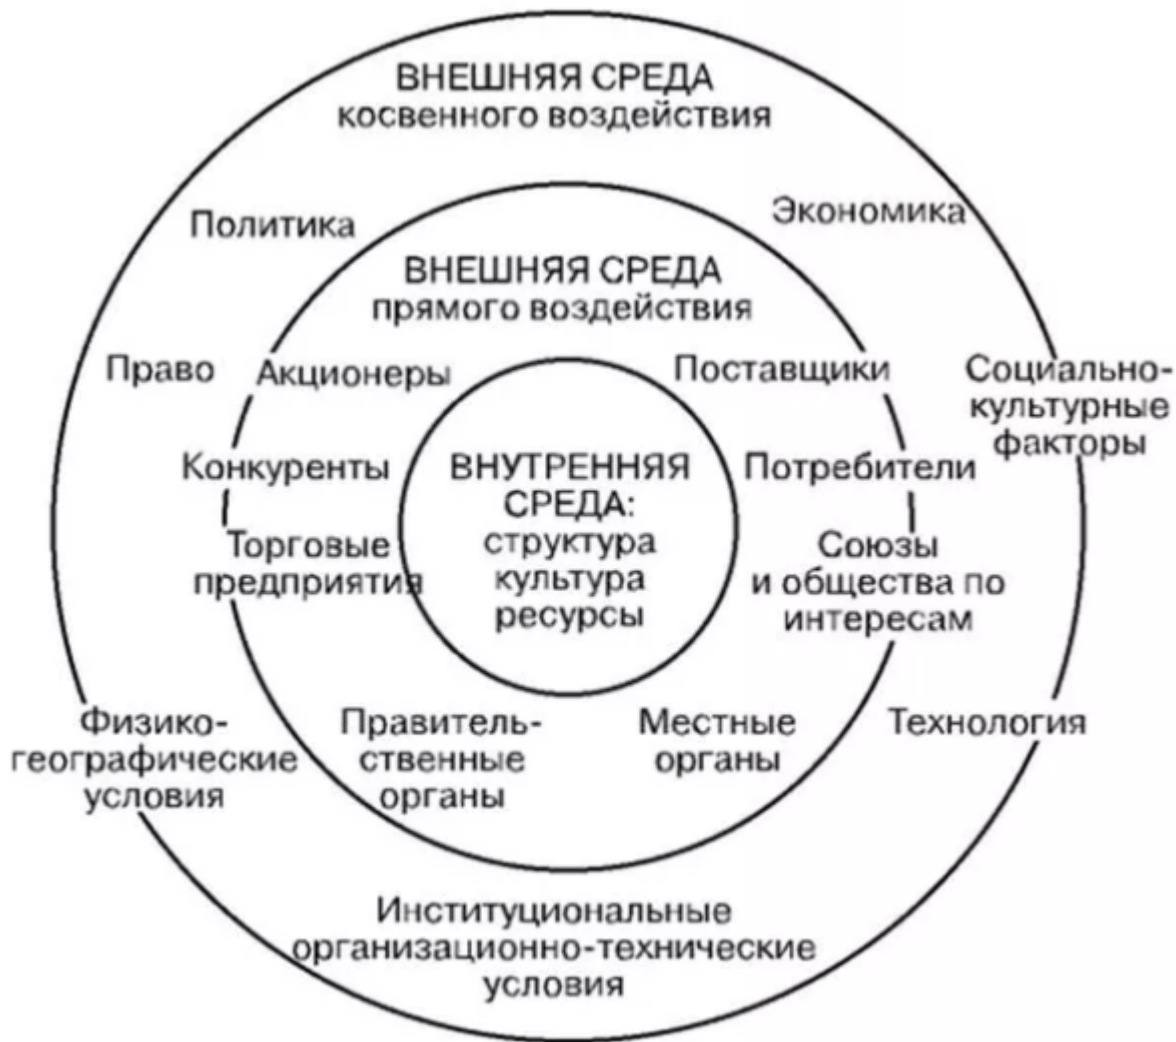 ВНЕШНЯЯ СРЕДА
косвенного воздействия
Политика
Экономика
ВНЕШНЯЯ СРЕДА
прямого воздействия
Право
Акционеры
Поставщики
Социально-
культурные
факторы
Конкуренты
ВНУТРЕННЯЯ
СРЕДА:
структура
культура
ресурсы
Потребители
Торговые
предприятия
Союзы
и общества по
интересам
Физико-
географические
условия
Правитель-
ственные
органы
Местные
органы
Технология
Институциональные
организационно-технические
условия